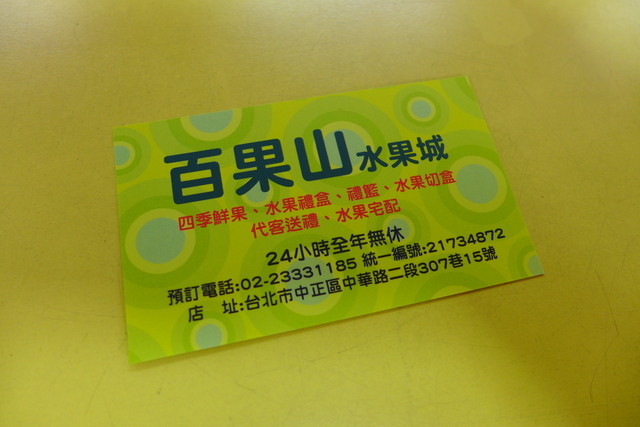 百果山水果城
四季鮮果、水果禮盒、禮籃、水果切盒
代客送禮、水果宅配
24小時全年無休
預訂電話:02-23331185 統一編號:21734872
店 址:台北市中正區中華路二段307巷15號